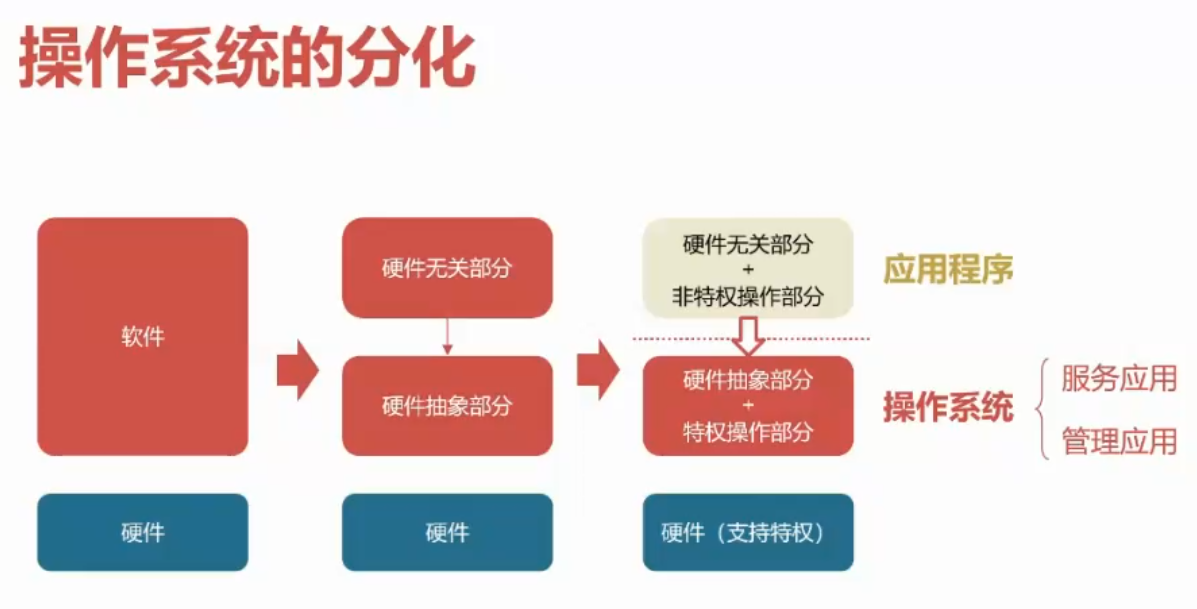 操作系统的分化
软件
硬件
硬件无关部分
硬件抽象部分
硬件
硬件无关部分
+
非特权操作部分
硬件抽象部分
+
特权操作部分
硬件（支持特权）
应用程序
操作系统
服务应用
管理应用